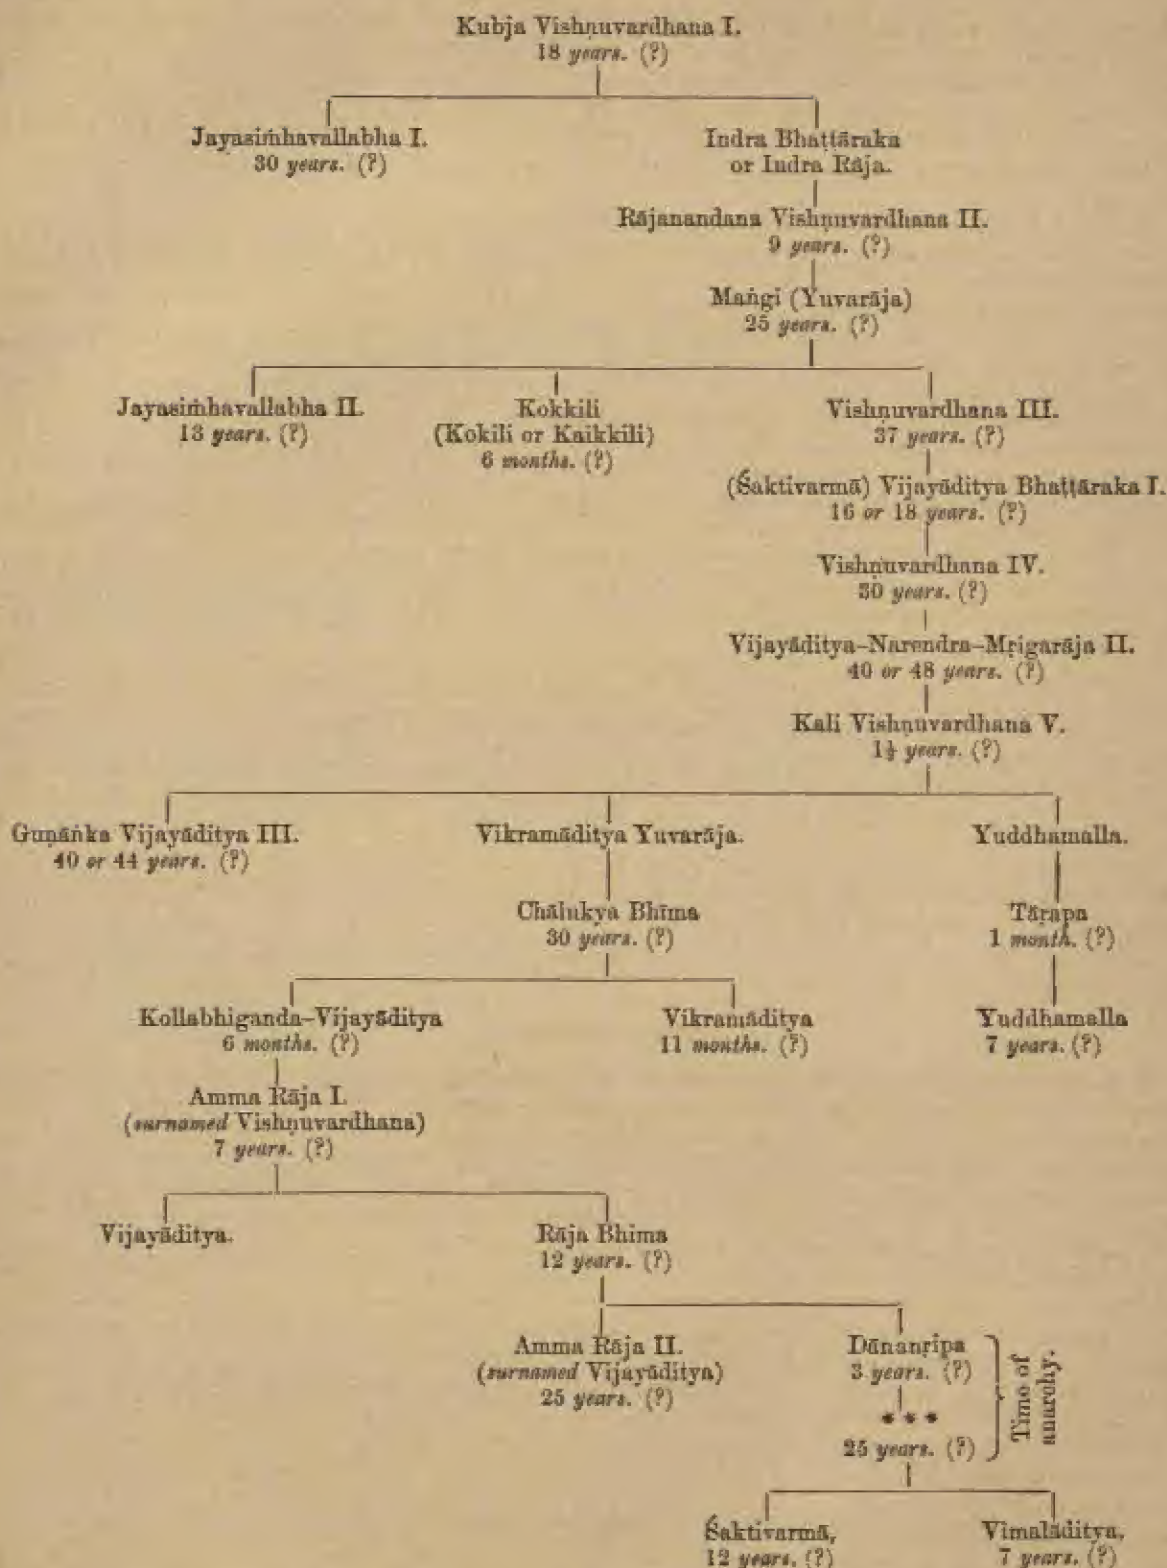 Kubja Vishṇuvardhana I.
18 years. (?)
Jayasiṁhavallabha I.
30 years. (?)
Indra Bhaṭṭāraka
or Indra Rāja.
Rājanandana Vishṇuvardhana II.
9 years. (?)
Maṅgi (Yuvarāja)
25 years. (?)
Jayasiṁhavallabha II.
13 years. (?)
Kokkili
(Kokili or Kaikkili)
6 months. (?)
Vishṇuvardhana III.
37 years. (?)
(Śaktivarmā) Vijayāditya Bhaṭṭāraka I.
16 or 18 years. (?)
Vishṇuvardhana IV.
30 years. (?)
Vijayāditya-Narendra-Mṛigarāja II.
40 or 48 years. (?)
Kali Vishṇuvardhana V.
1½ years. (?)
Guṇāṅka Vijayāditya III.
40 or 44 years. (?)
Vikramāditya Yuvarāja.
Yuddhamalla.
Chālukya Bhīma
30 years. (?)
Tāṛapa
1 month. (?)
Kollabhiganda-Vijayāditya
6 months. (?)
Vikramāditya
11 months. (?)
Yuddhamalla
7 years. (?)
Amma Rāja I.
(surnamed Vishṇuvardhana)
7 years. (?)
Vijayāditya.
Rāja Bhima
12 years. (?)
Amma Rāja II.
(surnamed Vijayāditya)
25 years. (?)
Dānanṛipa
3 years. (?)
* * *
25 years. (?)
Time of
anarchy.
Śaktivarmā,
12 years. (?)
Vimalāditya,
7 years. (?)